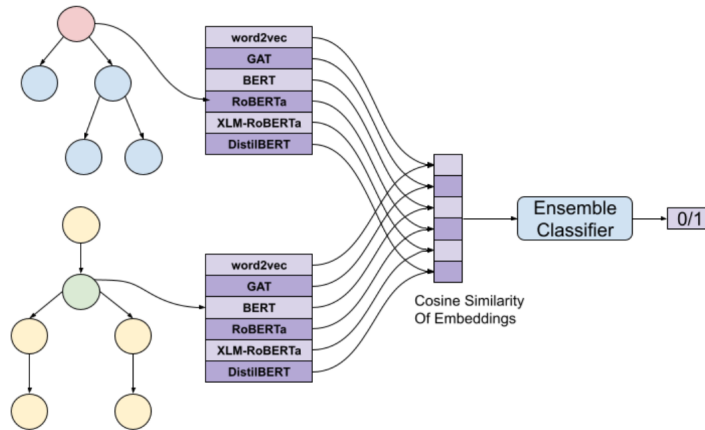 word2vec
GAT
BERT
RoBERTa
XLM-RoBERTa
DistilBERT
Ensemble
Classifier
0/1
word2vec
GAT
BERT
RoBERTa
XLM-RoBERTa
DistilBERT
Cosine Similarity
Of Embeddings